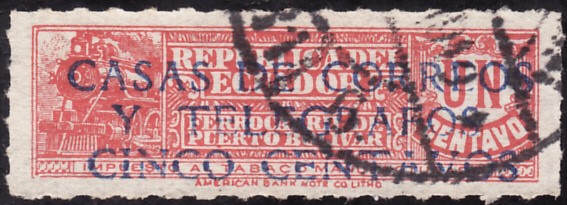 REPUBLICA DEL
ECUADOR
CASAS DE CORREOS
Y TELEGRAFOS
CINCO CENTAVOS
FERROCARRIL DE
PUERTO BOLIVAR
UN
CENTAVO
AMERICAN BANK NOTE CO. LITHO